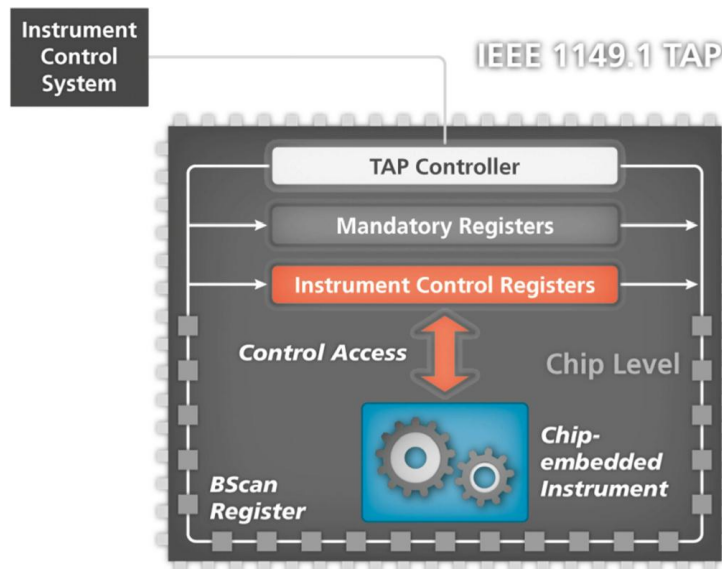 Instrument
Control
System
IEEE 1149.1 TAP
TAP Controller
Mandatory Registers
Instrument Control Registers
Control Access
Chip Level
Chip-
embedded
Instrument
BScan
Register